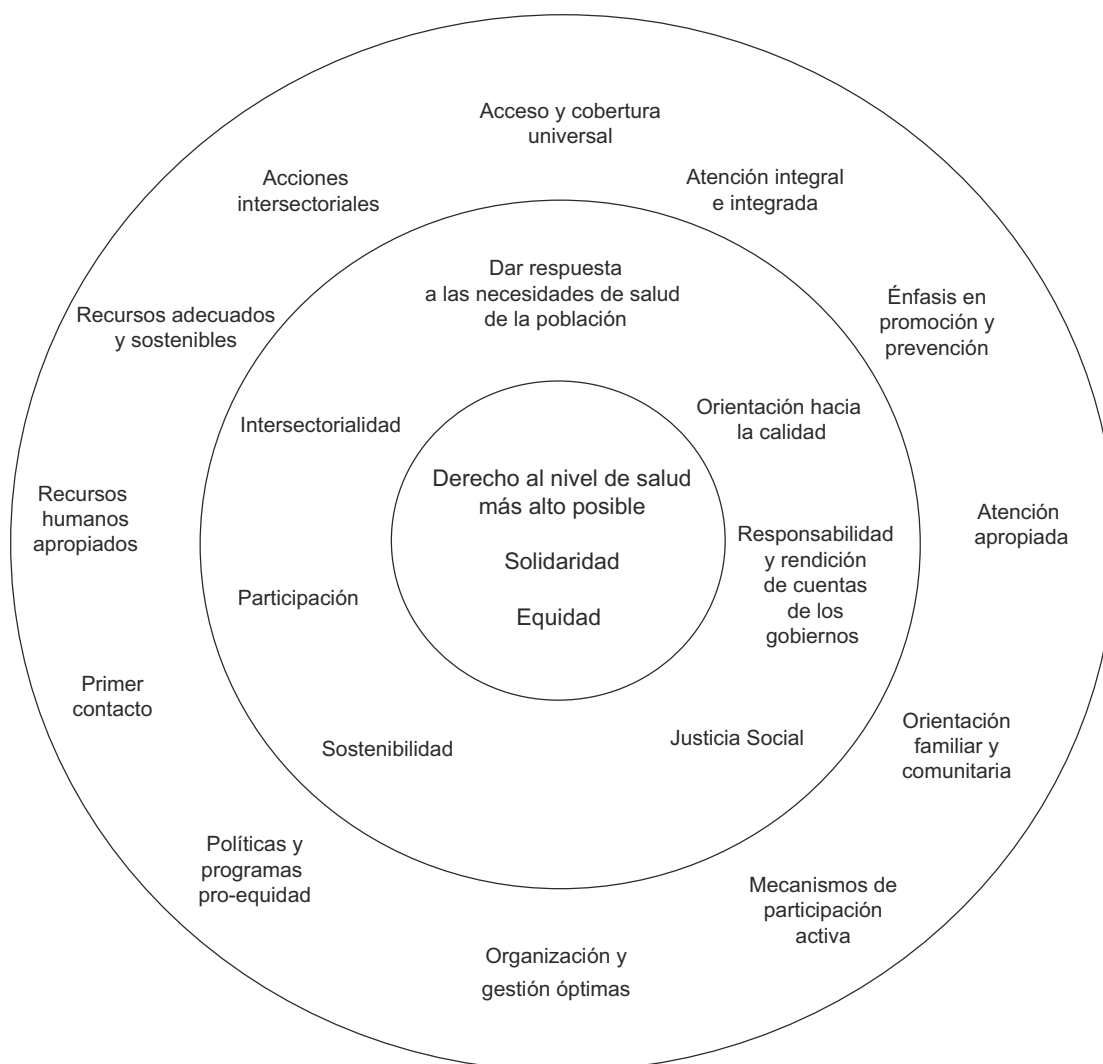 Acceso y cobertura
universal
Atención integral
e integrada
Énfasis en
promoción y
prevención
Atención
apropiada
Orientación
familiar y
comunitaria
Mecanismos de
participación
activa
Organización y
gestión óptimas
Políticas y
programas
pro-equidad
Primer
contacto
Recursos
humanos
apropiados
Recursos adecuados
y sostenibles
Acciones
intersectoriales
Dar respuesta
a las necesidades de salud
de la población
Orientación hacia
la calidad
Responsabilidad
y rendición
de cuentas
de los
gobiernos
Justicia Social
Sostenibilidad
Participación
Intersectorialidad
Derecho al nivel de salud
más alto posible
Solidaridad
Equidad